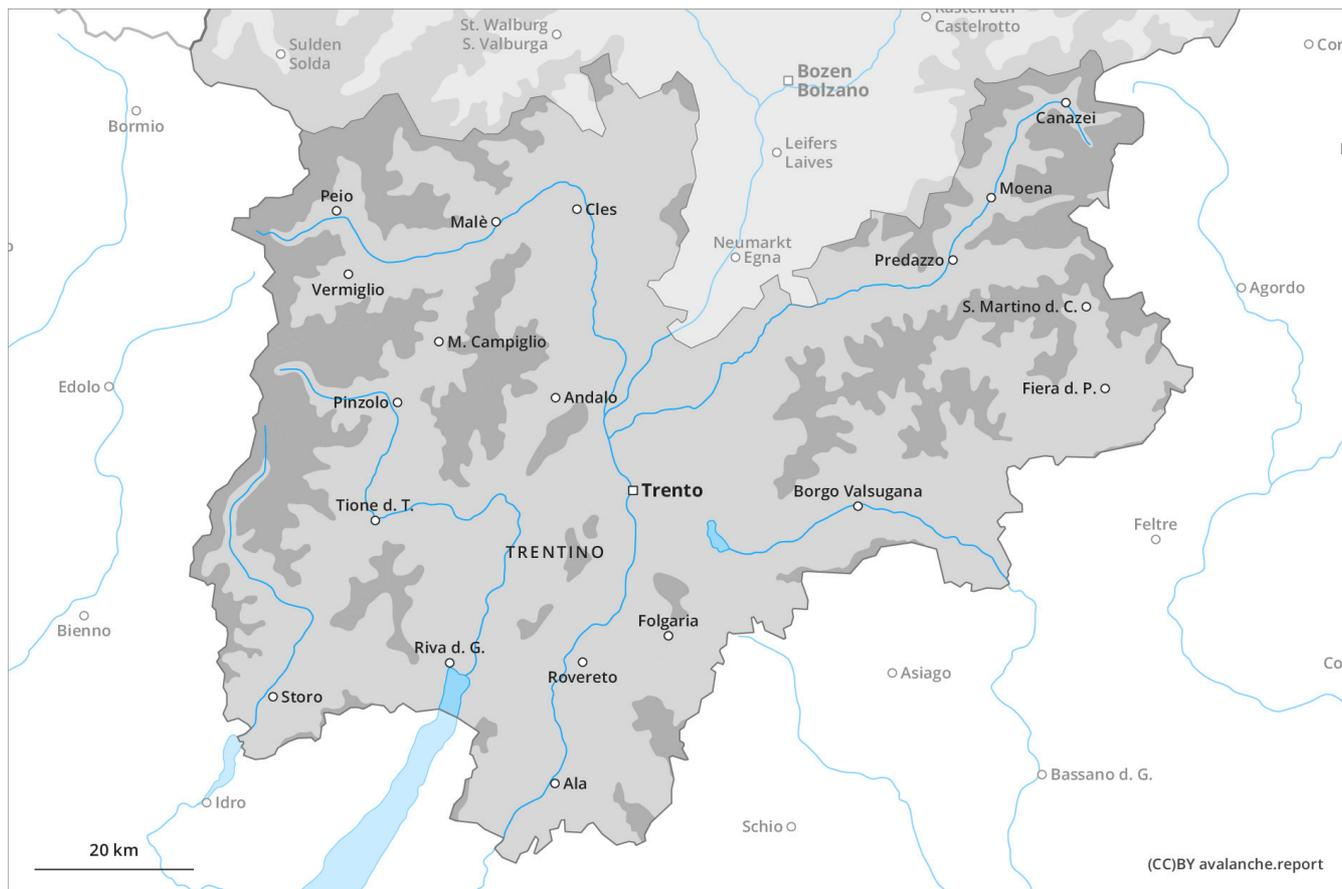 Kastelruth
Castelrotto
St. Walburg
S. Valburga
Sulden
Solda
Bozen
Bolzano
Bormio
Canazei
Leifers
Laives
Peio
Moena
Malè
Cles
Neumarkt
Egna
Predazzo
Vermiglio
Agordo
S. Martino d. C.
M. Campiglio
Edolo
Fiera d. P.
Pinzolo
Andalo
Trento
Borgo Valsugana
Tione d. T.
Feltre
TRENTINO
Folgaria
Bienno
Riva d. G.
Asiago
Rovereto
Storo
Bassano d. G.
Ala
Idro
Schio
20 km
(CC)BY avalanche.report